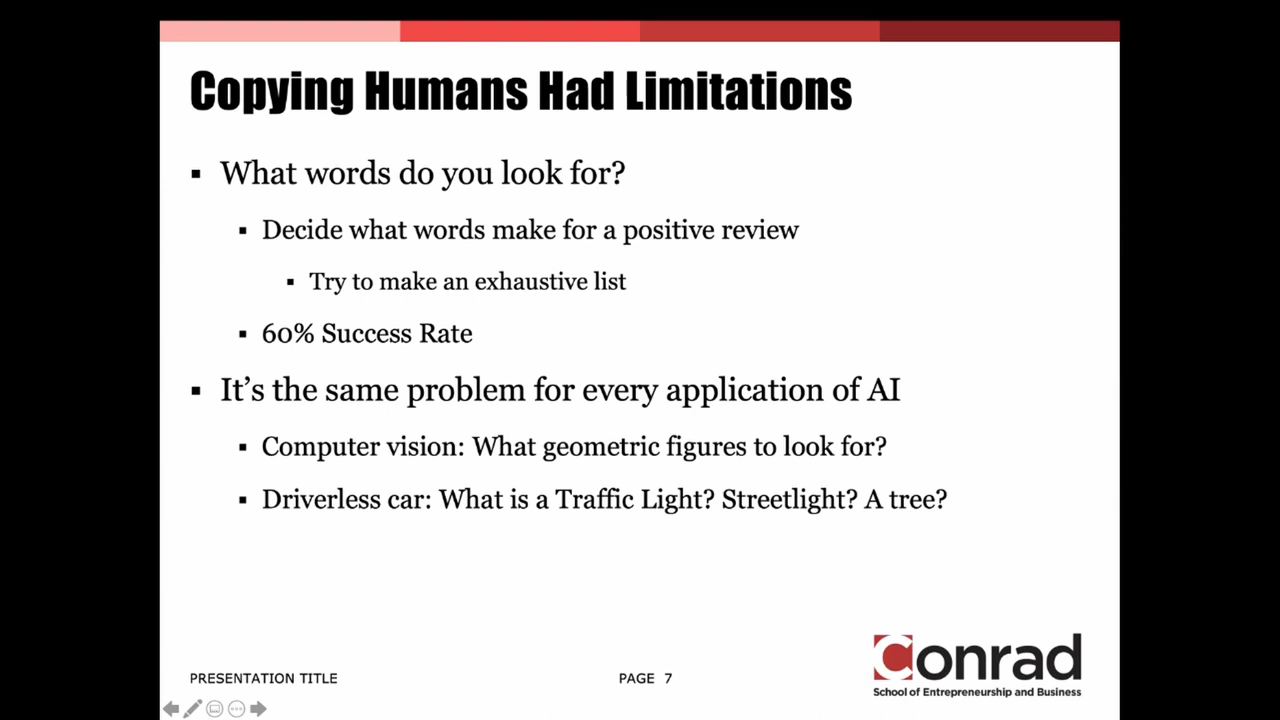 Copying Humans Had Limitations
What words do you look for?
Decide what words make for a positive review
Try to make an exhaustive list
60% Success Rate
It's the same problem for every application of AI
Computer vision: What geometric figures to look for?
Driverless car: What is a Traffic Light? Streetlight? A tree?
PRESENTATION TITLE
PAGE 7
Conrad
School of Entrepreneurship and Business